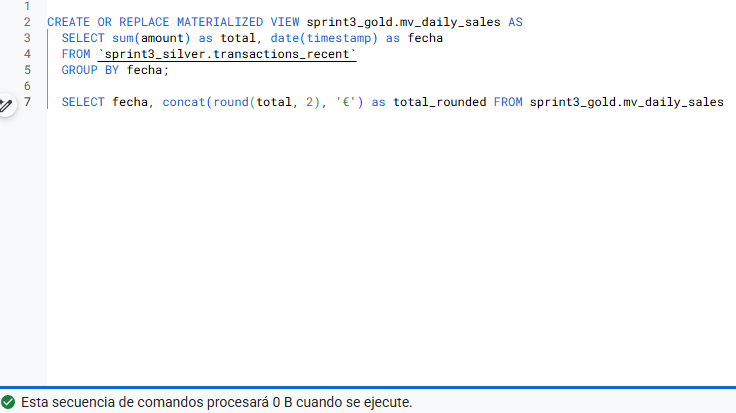 1
2 CREATE OR REPLACE MATERIALIZED VIEW sprint3_gold.mv_daily_sales AS
3 SELECT sum(amount) as total, date(timestamp) as fecha
4 FROM `sprint3_silver.transactions_recent`
5 GROUP BY fecha;
6
7 SELECT fecha, concat(round(total, 2), '€') as total_rounded FROM sprint3_gold.mv_daily_sales
Esta secuencia de comandos procesará 0 B cuando se ejecute.